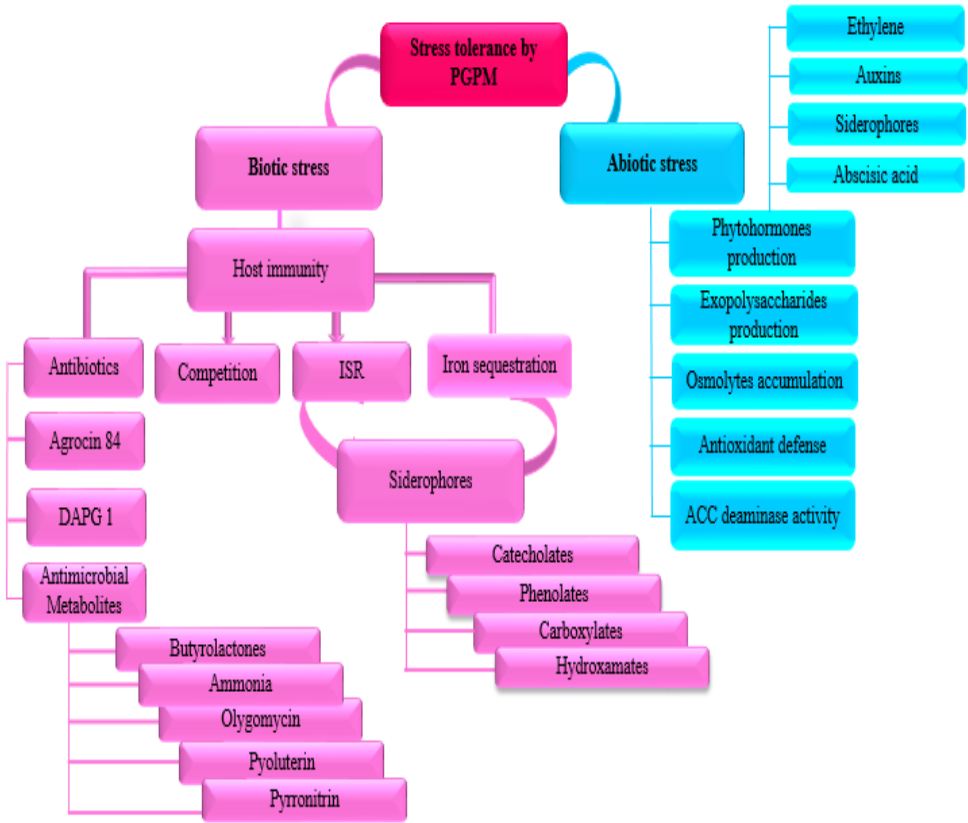 Stress tolerance by
PGPM
Biotic stress
Host immunity
Antibiotics
Agrocin 84
DAPG 1
Antimicrobial
Metabolites
Butyrolactones
Ammonia
Olygomycin
Pyoluterin
Pyrronitrin
Competition
ISR
Iron sequestration
Siderophores
Catecholates
Phenolates
Carboxylates
Hydroxamates
Abiotic stress
Phytohormones
production
Ethylene
Auxins
Siderophores
Abscisic acid
Exopolysaccharides
production
Osmolytes accumulation
Antioxidant defense
ACC deaminase activity